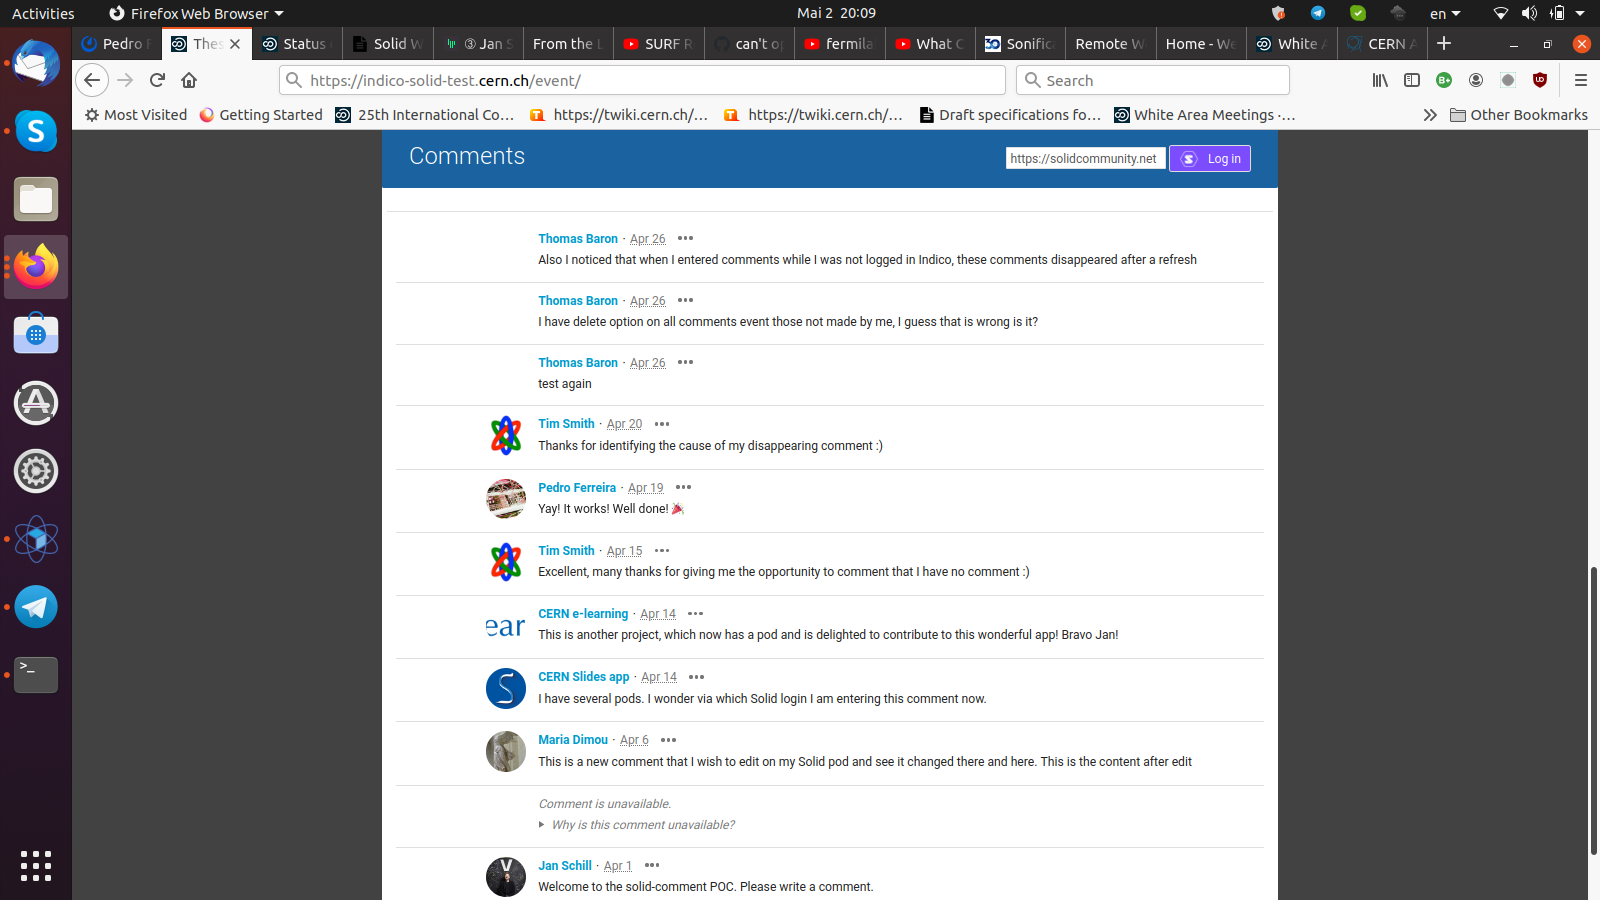 Activities
Firefox Web Browser
Mai 2 20:09
en
Pedro F
Thes
Status
Solid W
③ Jan S
From the L
SURF R
can't op
fermila
What C
Sonifica
Remote W
Home - We
White A
CERN A
https://indico-solid-test.cern.ch/event/
Search
Most Visited
Getting Started
25th International Co…
https://twiki.cern.ch/…
https://twiki.cern.ch/…
Draft specifications fo…
White Area Meetings ·…
Other Bookmarks
Comments
https://solidcommunity.net
Log in
Thomas Baron · Apr 26 •••
Also I noticed that when I entered comments while I was not logged in Indico, these comments disappeared after a refresh
Thomas Baron · Apr 26 •••
I have delete option on all comments event those not made by me, I guess that is wrong is it?
Thomas Baron · Apr 26 •••
test again
Tim Smith · Apr 20 •••
Thanks for identifying the cause of my disappearing comment :)
Pedro Ferreira · Apr 19 •••
Yay! It works! Well done! 🎉
Tim Smith · Apr 15 •••
Excellent, many thanks for giving me the opportunity to comment that I have no comment :)
ear
CERN e-learning · Apr 14 •••
This is another project, which now has a pod and is delighted to contribute to this wonderful app! Bravo Jan!
CERN Slides app · Apr 14 •••
I have several pods. I wonder via which Solid login I am entering this comment now.
Maria Dimou · Apr 6 •••
This is a new comment that I wish to edit on my Solid pod and see it changed there and here. This is the content after edit
Comment is unavailable.
Why is this comment unavailable?
Jan Schill · Apr 1 •••
Welcome to the solid-comment POC. Please write a comment.